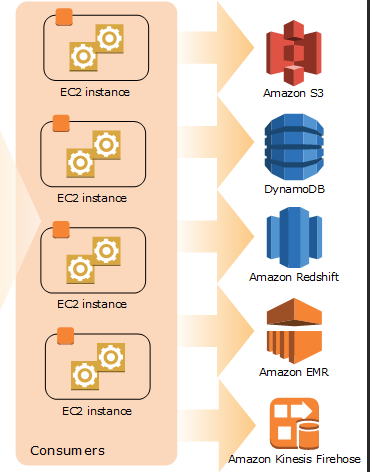 EC2 instance
Amazon S3
EC2 instance
DynamoDB
EC2 instance
Amazon Redshift
EC2 instance
Amazon EMR
Consumers
Amazon Kinesis Firehose